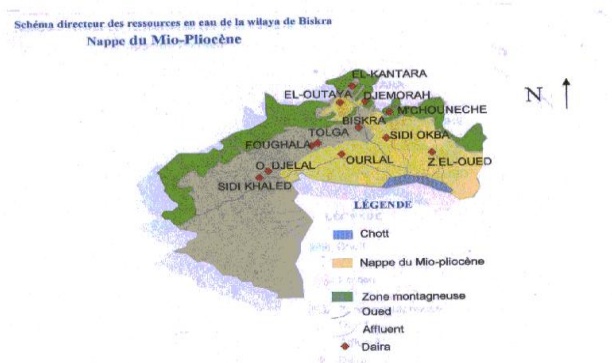 Schéma directeur des ressources en eau de la wilaya de Biskra
Nappe du Mio-Pliocène
N
EL-KANTARA
EL-OUTAYA
DJEMORAH
M'CHOUNECHE
BISKRA
SIDI OKBA
TOLGA
FOUGHALA
OURLAL
Z.EL-OUED
O_DJELAL
SIDI KHALED
LÉGENDE
Chott
Nappe du Mio-pliocène
Zone montagneuse
Oued
Affluent
Daira